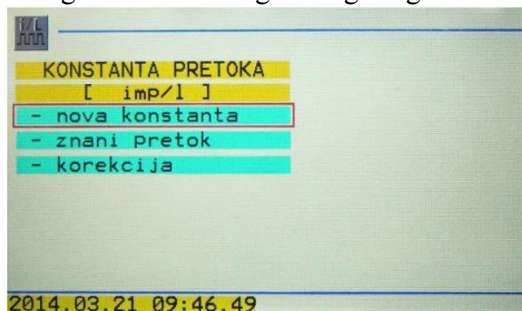 i/L
KONSTANTA PRETOKA
[ imp/l ]
- nova konstanta
- znani pretok
- korekcija
2014.03.21 09:46.49